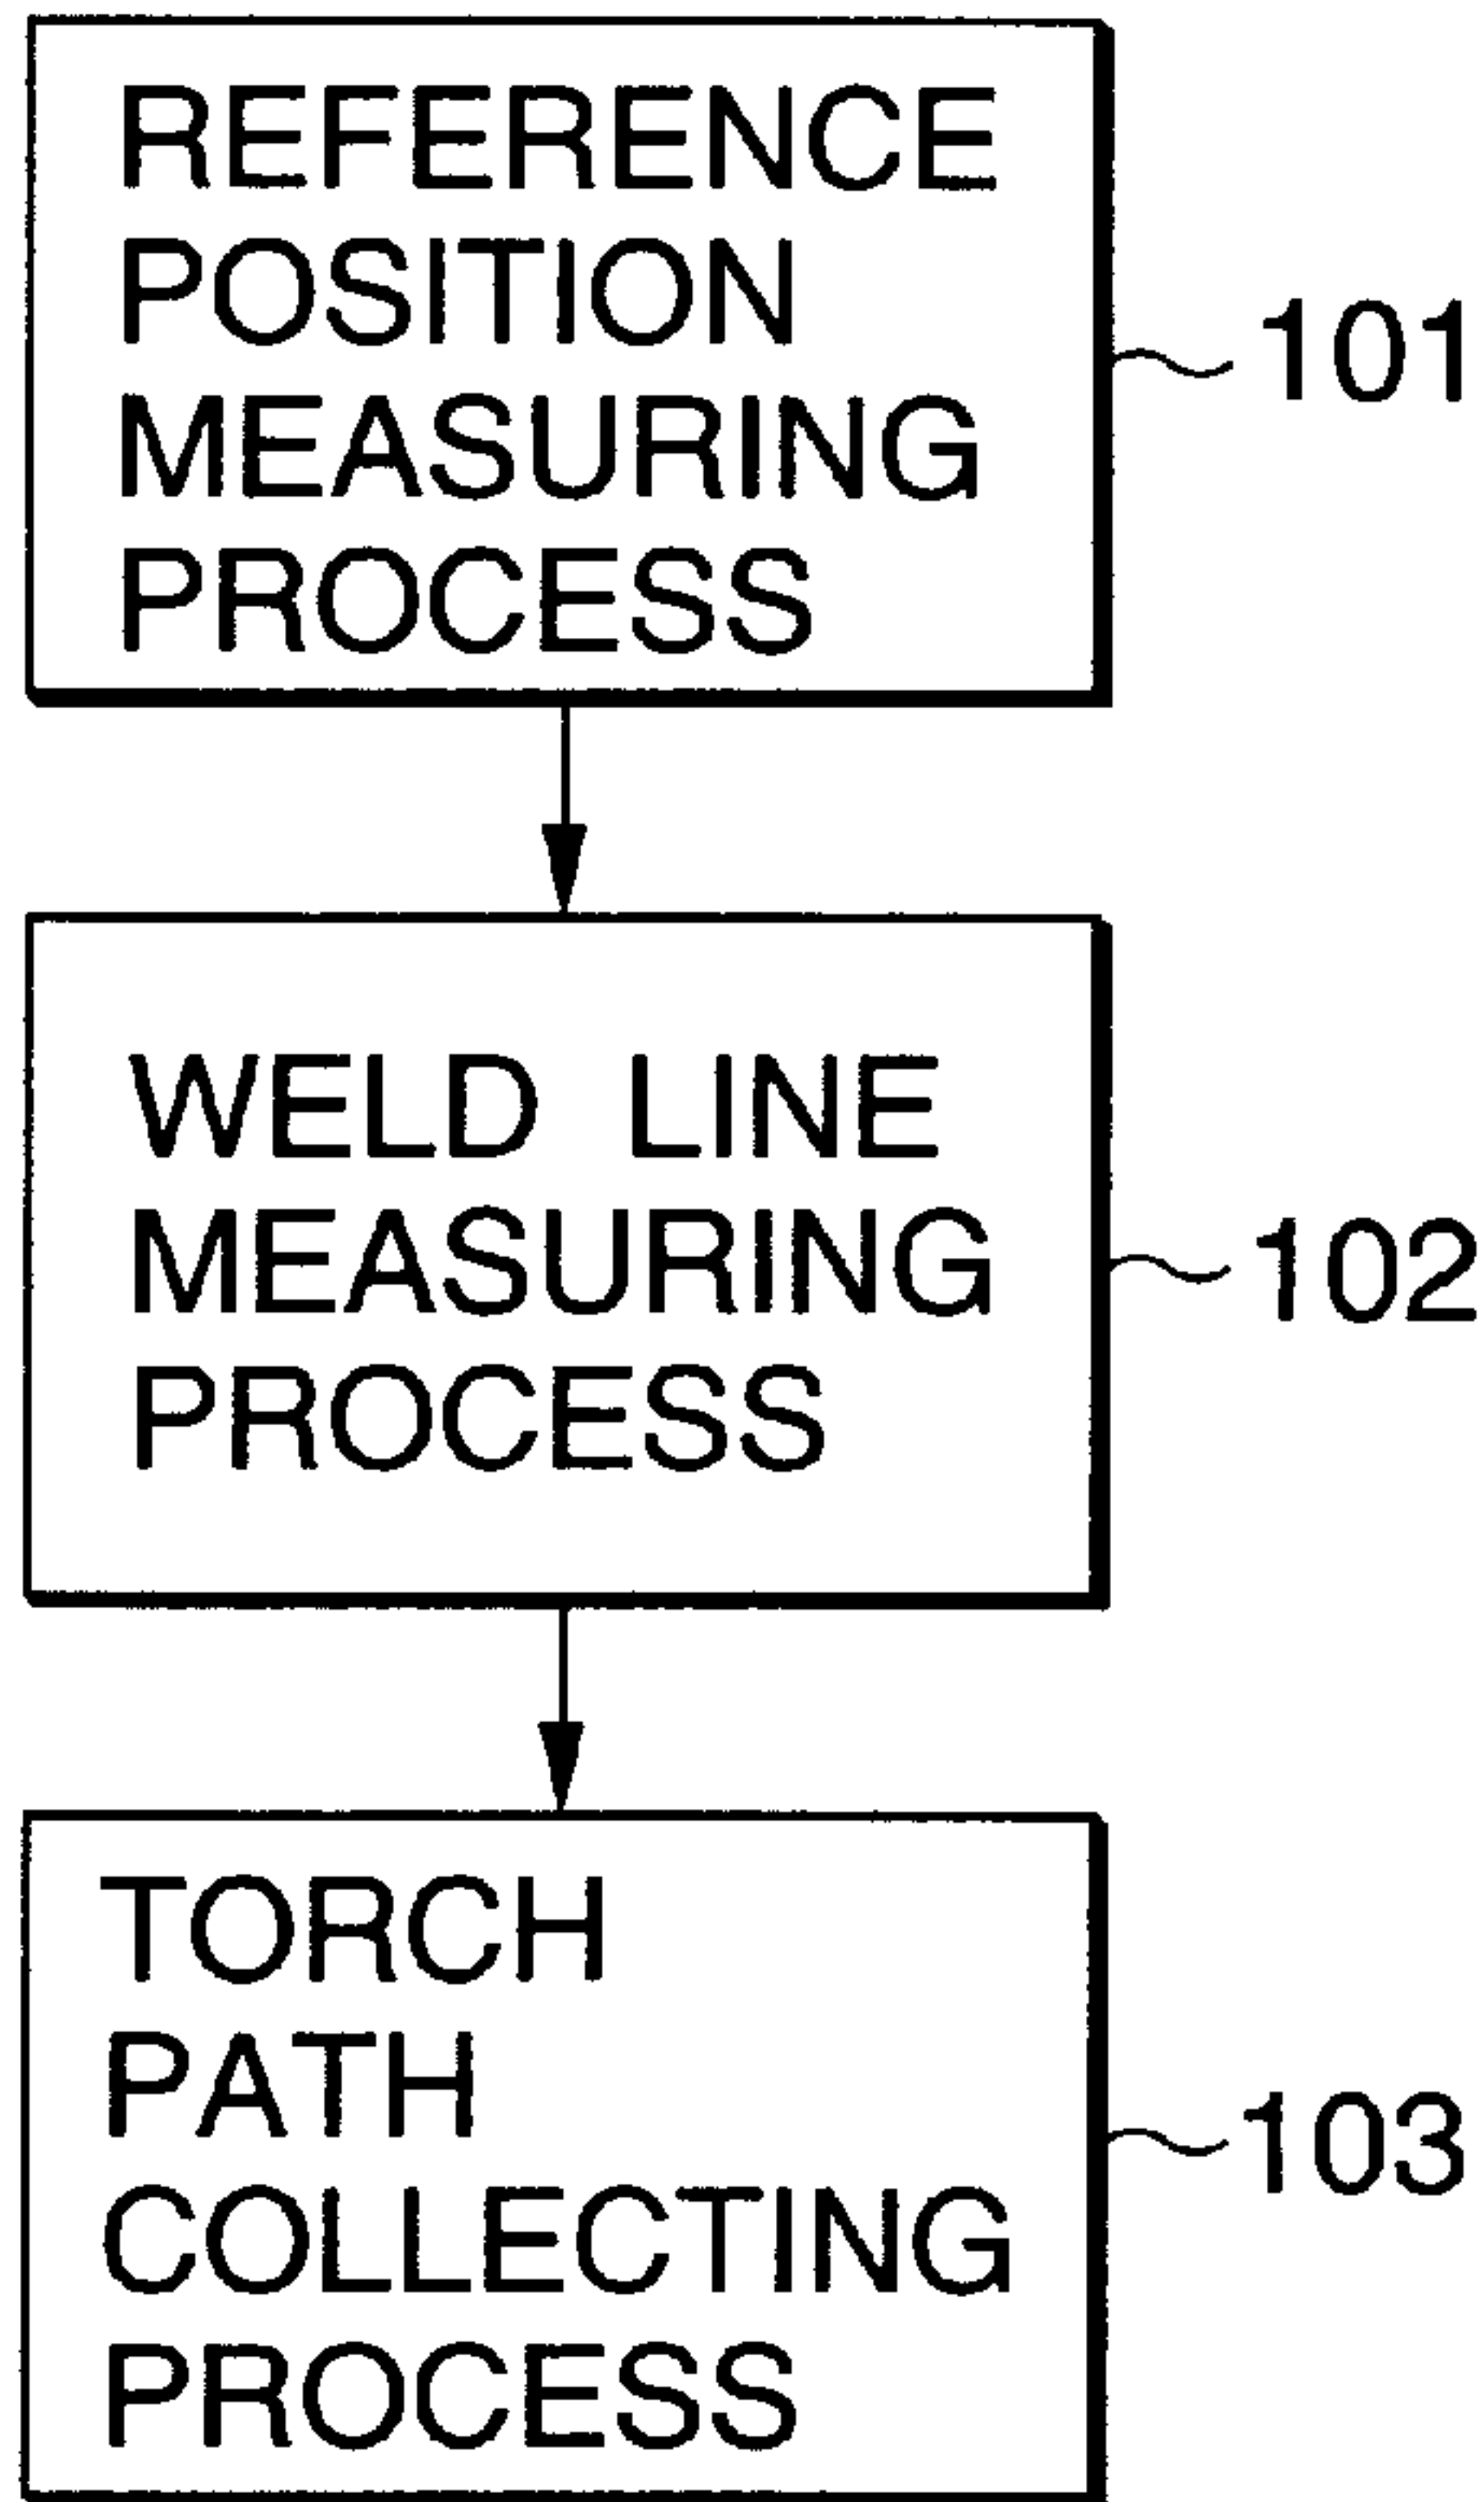 REFERENCE
POSITION
MEASURING
PROCESS
101
WELD LINE
MEASURING
PROCESS
102
TORCH
PATH
COLLECTING
PROCESS
103